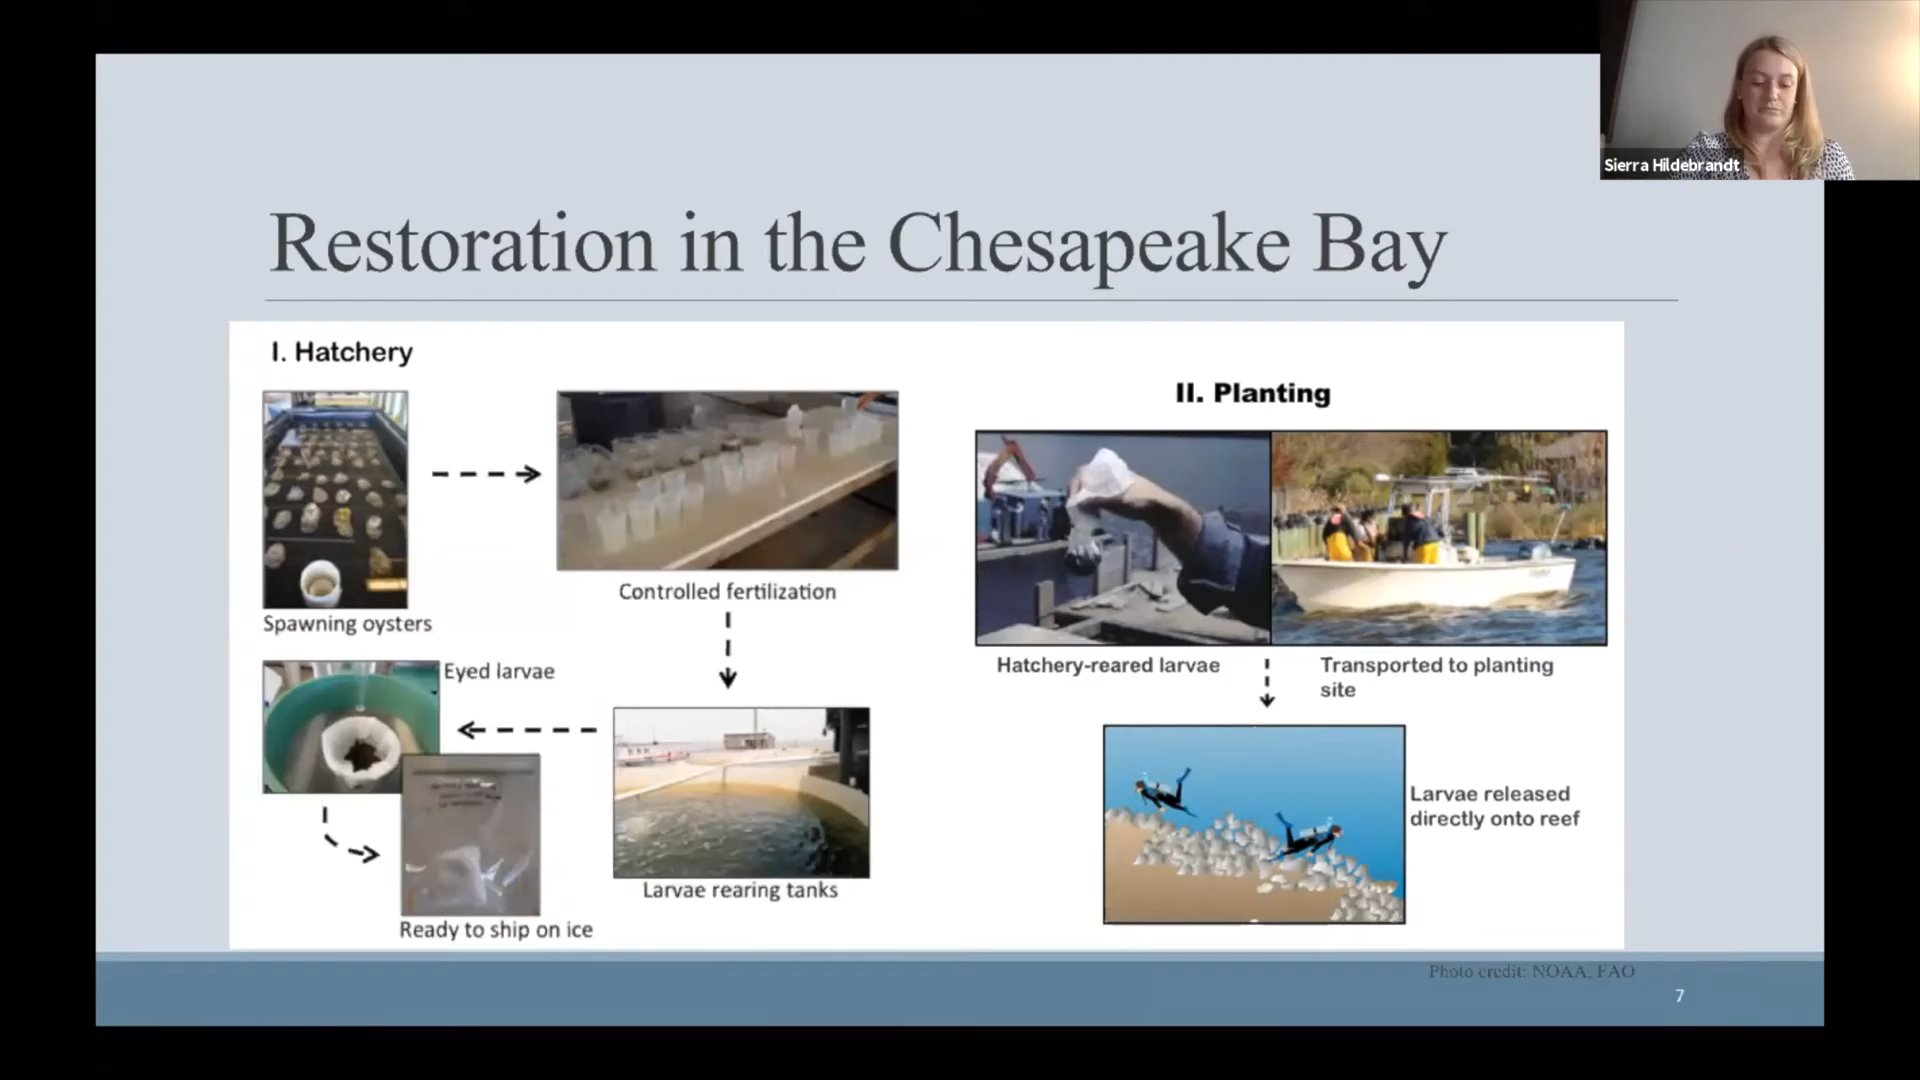 Sierra Hildebrandt
Restoration in the Chesapeake Bay
I. Hatchery
Spawning oysters
Controlled fertilization
Eyed larvae
Larvae rearing tanks
Ready to ship on ice
II. Planting
Hatchery-reared larvae
Transported to planting
site
Larvae released
directly onto reef
Photo credit: NOAA, FAO
7